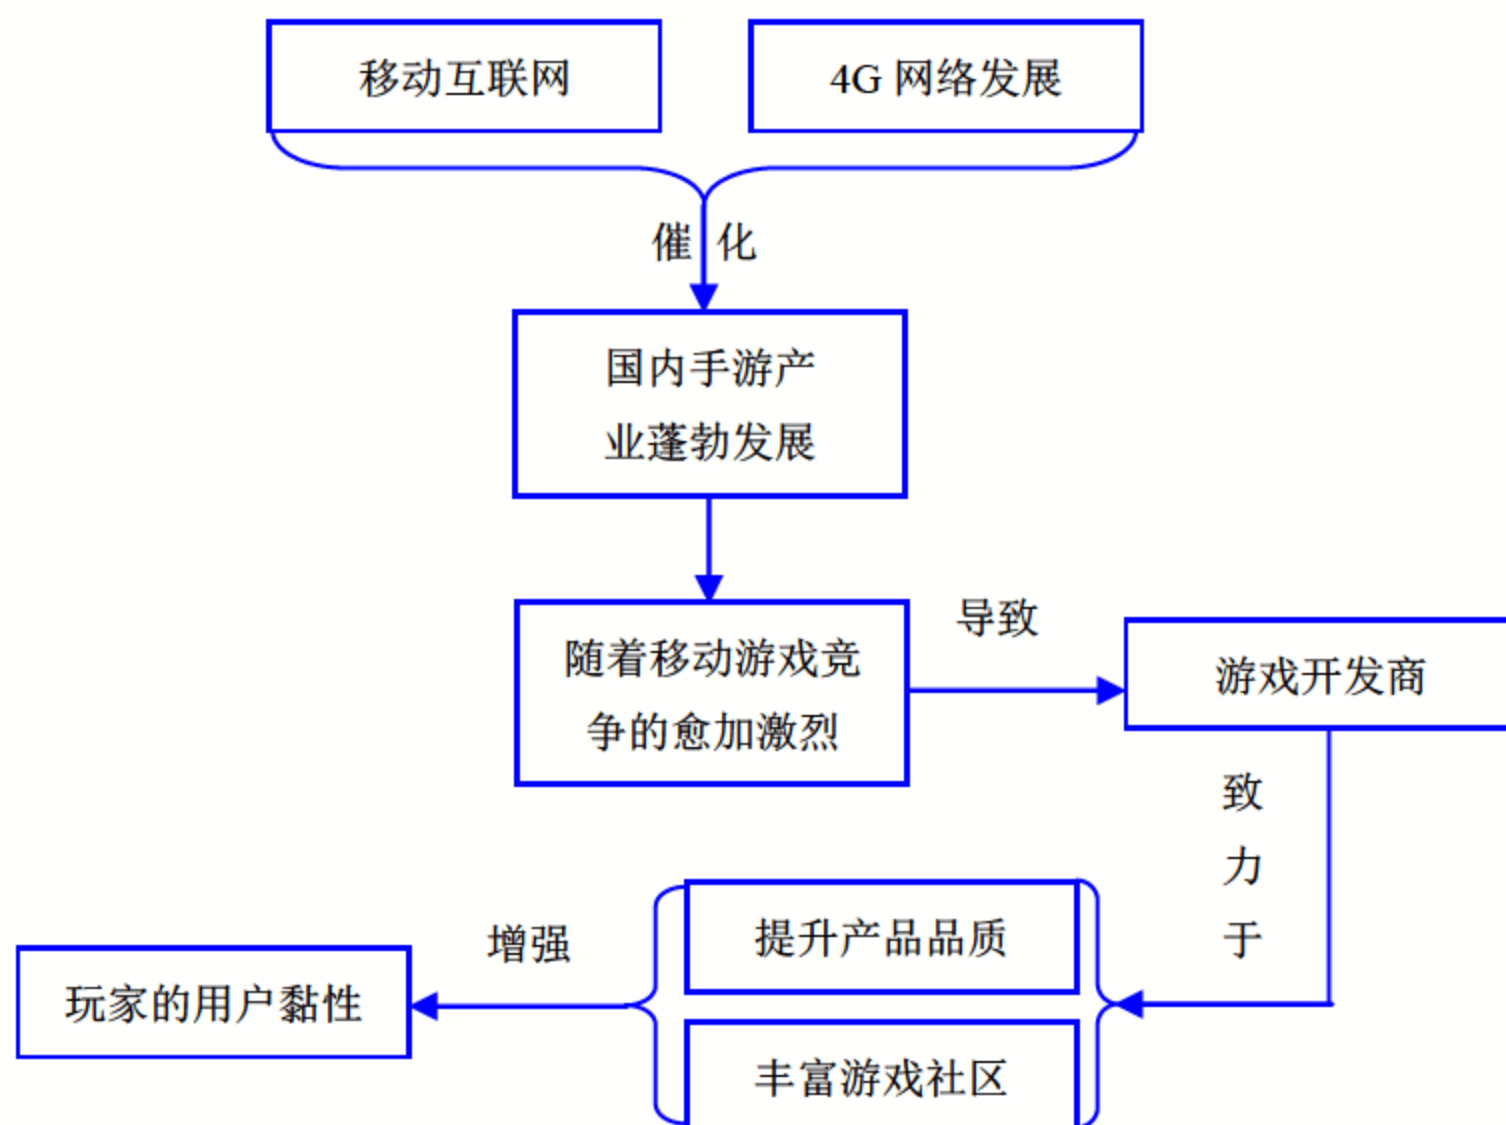 移动互联网
4G 网络发展
催 化
国内手游产
业蓬勃发展
随着移动游戏竞
争的愈加激烈
导致
游戏开发商
致
力
于
提升产品品质
丰富游戏社区
增强
玩家的用户黏性